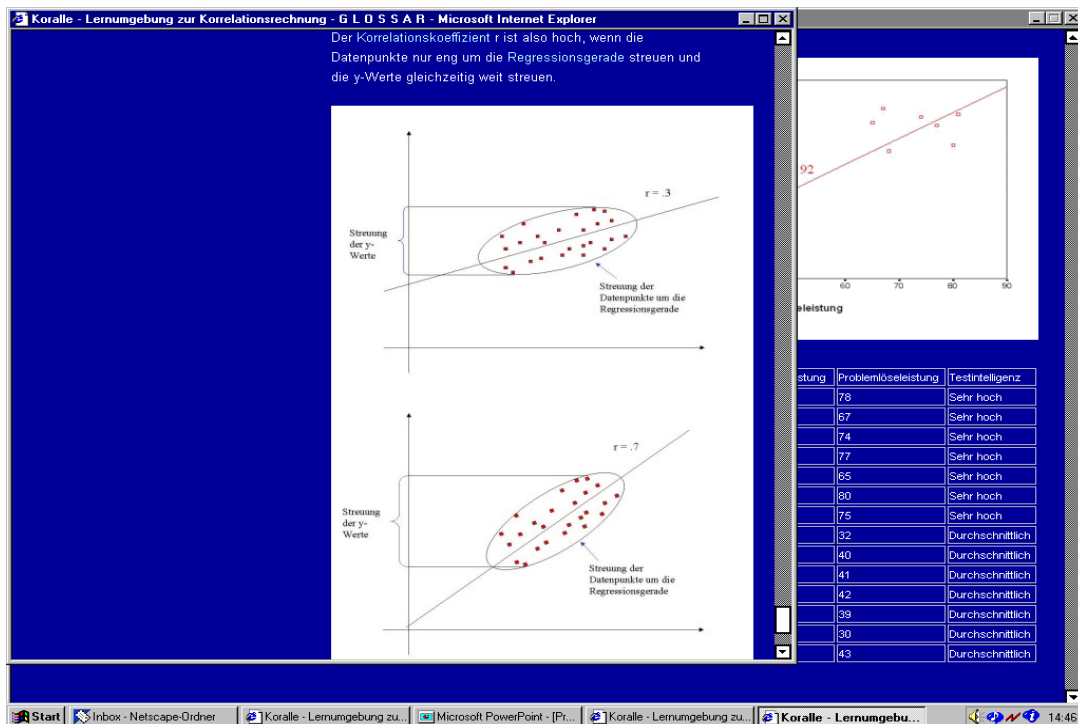 Koralle - Lernumgebung zur Korrelationsrechnung - G L O S S A R - Microsoft Internet Explorer
Der Korrelationskoeffizient r ist also hoch, wenn die
Datenpunkte nur eng um die Regressionsgerade streuen und
die y-Werte gleichzeitig weit streuen.
r = .3
Streuung
der y-
Werte
Streuung der
Datenpunkte um die
Regressionsgerade
r = .7
Streuung
der y-
Werte
Streuung der
Datenpunkte um die
Regressionsgerade
92
60 70 80 90
eleistung
stung Problemlöseleistung Testintelligenz
78 Sehr hoch
67 Sehr hoch
74 Sehr hoch
77 Sehr hoch
65 Sehr hoch
80 Sehr hoch
75 Sehr hoch
32 Durchschnittlich
40 Durchschnittlich
41 Durchschnittlich
42 Durchschnittlich
39 Durchschnittlich
30 Durchschnittlich
43 Durchschnittlich
Start Inbox - Netscape-Ordner Koralle - Lernumgebung zu... Microsoft PowerPoint - [Pr... Koralle - Lernumgebung zu... Koralle - Lernumgebu... 14:46